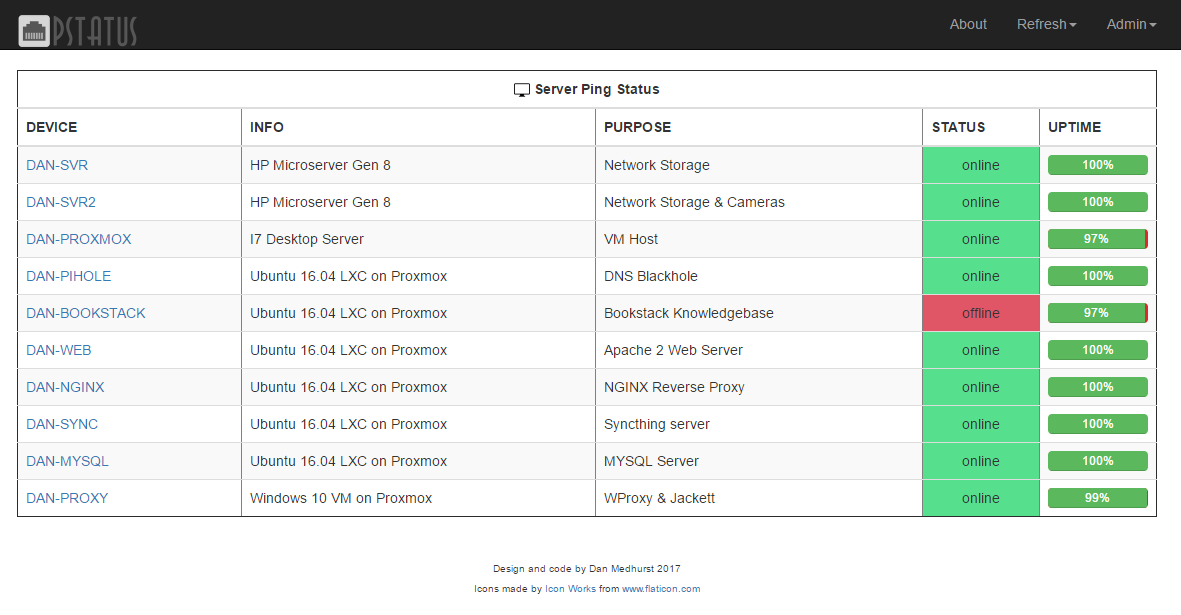 PSTATUS About Refresh Admin
Server Ping Status
DEVICE INFO PURPOSE STATUS UPTIME
DAN-SVR HP Microserver Gen 8 Network Storage online 100%
DAN-SVR2 HP Microserver Gen 8 Network Storage & Cameras online 100%
DAN-PROXMOX I7 Desktop Server VM Host online 97%
DAN-PIHOLE Ubuntu 16.04 LXC on Proxmox DNS Blackhole online 100%
DAN-BOOKSTACK Ubuntu 16.04 LXC on Proxmox Bookstack Knowledgebase offline 97%
DAN-WEB Ubuntu 16.04 LXC on Proxmox Apache 2 Web Server online 100%
DAN-NGINX Ubuntu 16.04 LXC on Proxmox NGINX Reverse Proxy online 100%
DAN-SYNC Ubuntu 16.04 LXC on Proxmox Syncthing server online 100%
DAN-MYSQL Ubuntu 16.04 LXC on Proxmox MYSQL Server online 100%
DAN-PROXY Windows 10 VM on Proxmox WProxy & Jackett online 99%
Design and code by Dan Medhurst 2017
Icons made by Icon Works from www.flaticon.com